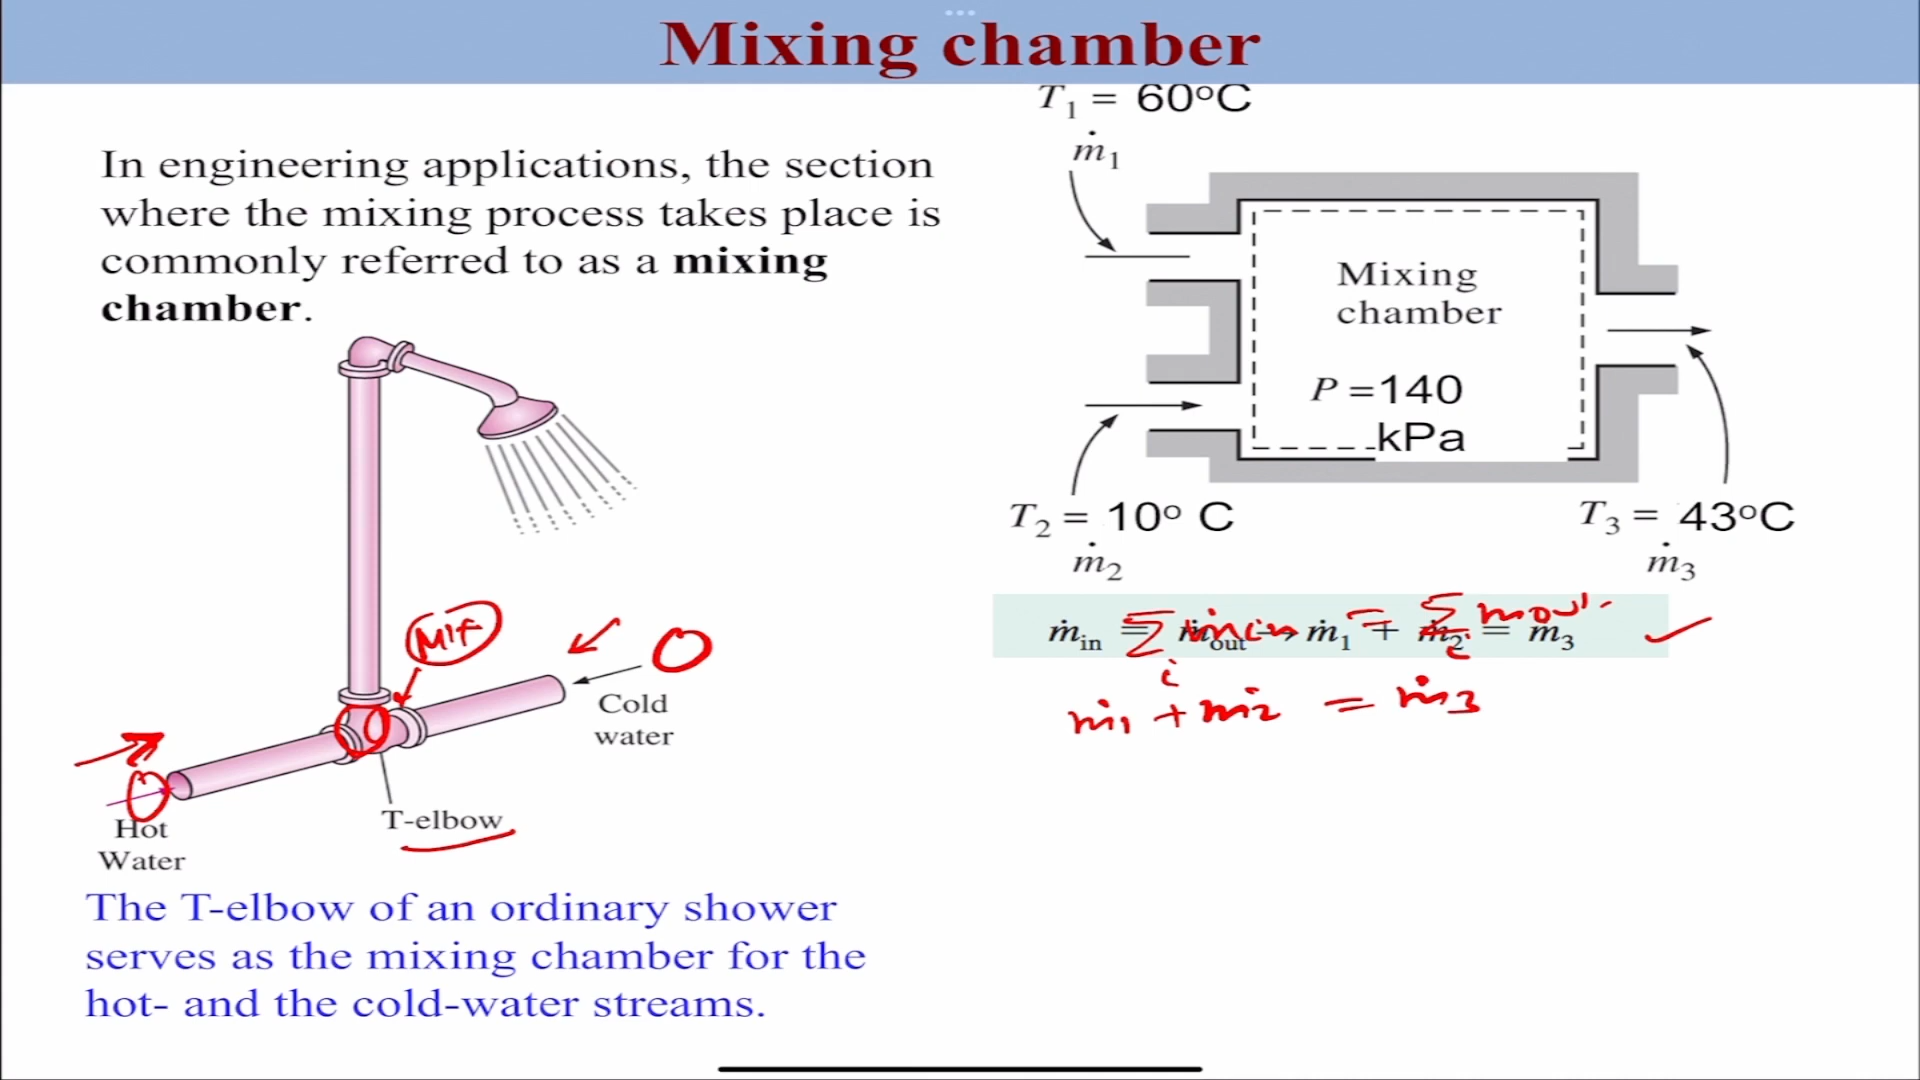 Mixing chamber
In engineering applications, the section
where the mixing process takes place is
commonly referred to as a mixing
chamber.
Mix
Cold
water
Hot
Water
T-elbow
The T-elbow of an ordinary shower
serves as the mixing chamber for the
hot- and the cold-water streams.
T₁ = 60°C
ṁ₁
Mixing
chamber
P =140
kPa
T₂ = 10° C
ṁ₂
T₃ = 43°C
ṁ₃
ṁin = ṁout → ṁ₁ + ṁ₂ = ṁ₃
Σ ṁin = Σ ṁout
i i
ṁ₁ + ṁ₂ = ṁ₃